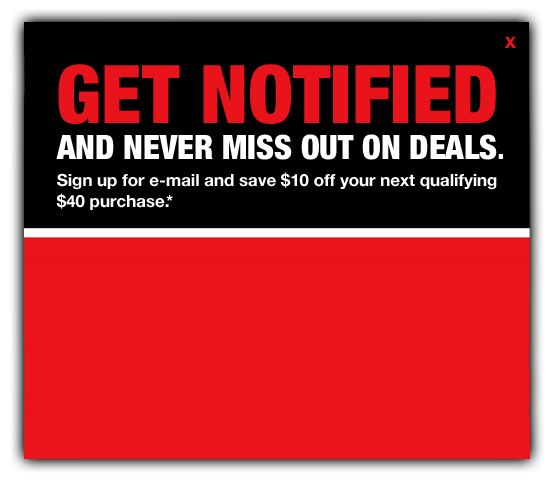 x
GET NOTIFIED
AND NEVER MISS OUT ON DEALS.
Sign up for e-mail and save $10 off your next qualifying
$40 purchase.*